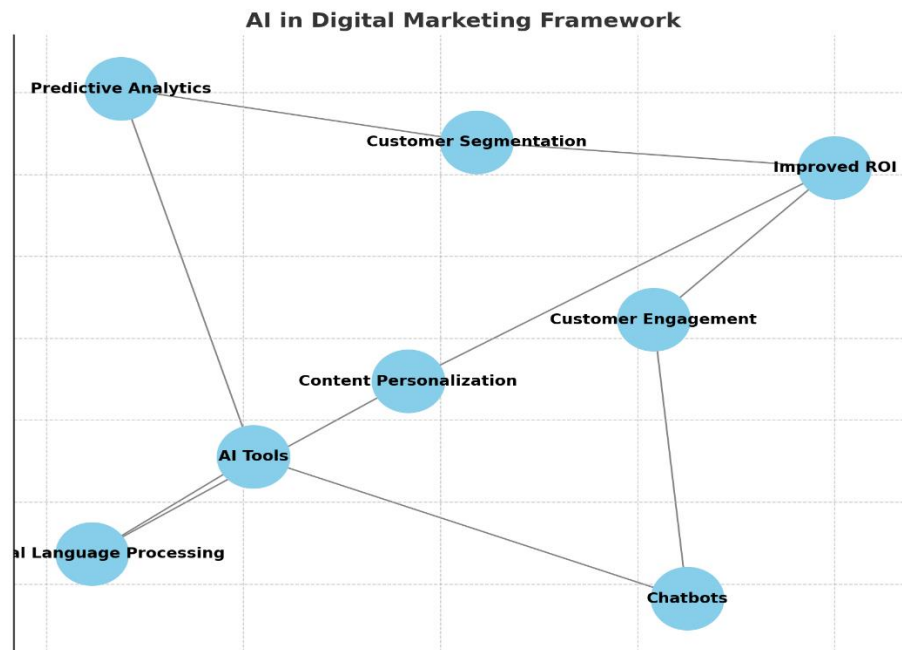 AI in Digital Marketing Framework
Predictive Analytics
Customer Segmentation
Improved ROI
Customer Engagement
Content Personalization
AI Tools
al Language Processing
Chatbots